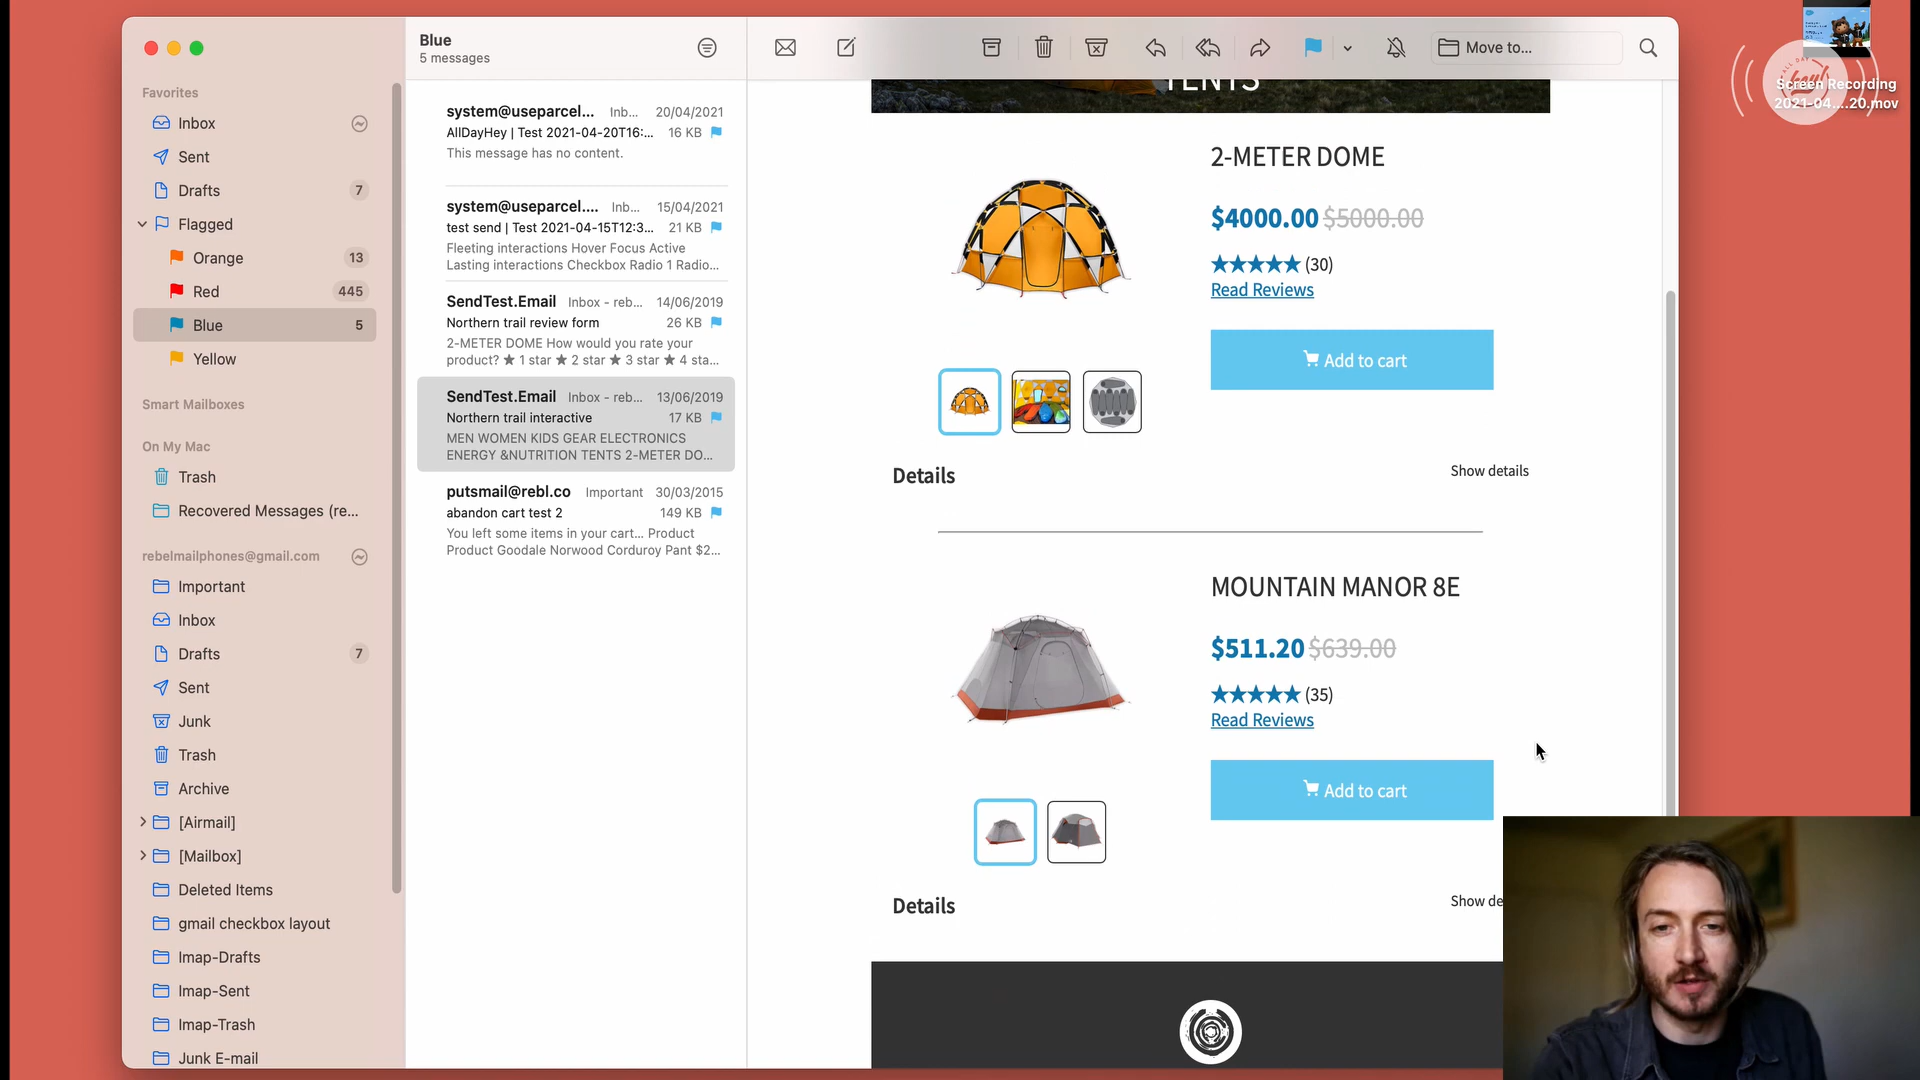 Favorites
Inbox
Sent
Drafts 7
Flagged
Orange 13
Red 445
Blue 5
Yellow
Smart Mailboxes
On My Mac
Trash
Recovered Messages (re...
rebelmailphones@gmail.com
Important
Inbox
Drafts 7
Sent
Junk
Trash
Archive
[Airmail]
[Mailbox]
Deleted Items
gmail checkbox layout
Imap-Drafts
Imap-Sent
Imap-Trash
Junk E-mail
Blue
5 messages
system@useparcel... Inb... 20/04/2021
AllDayHey | Test 2021-04-20T16:... 16 KB
This message has no content.
system@useparcel.... Inb... 15/04/2021
test send | Test 2021-04-15T12:3... 21 KB
Fleeting interactions Hover Focus Active
Lasting interactions Checkbox Radio 1 Radio...
SendTest.Email Inbox - reb... 14/06/2019
Northern trail review form 26 KB
2-METER DOME How would you rate your
product? ★ 1 star ★ 2 star ★ 3 star ★ 4 sta...
SendTest.Email Inbox - reb... 13/06/2019
Northern trail interactive 17 KB
MEN WOMEN KIDS GEAR ELECTRONICS
ENERGY &NUTRITION TENTS 2-METER DO...
putsmail@rebl.co Important 30/03/2015
abandon cart test 2 149 KB
You left some items in your cart... Product
Product Goodale Norwood Corduroy Pant $2...
Move to...
TENTS
2-METER DOME
$4000.00 $5000.00
★★★★★ (30)
Read Reviews
Add to cart
Details Show details
MOUNTAIN MANOR 8E
$511.20 $639.00
★★★★★ (35)
Read Reviews
Add to cart
Details Show de
Screen Recording
2021-04....20.mov